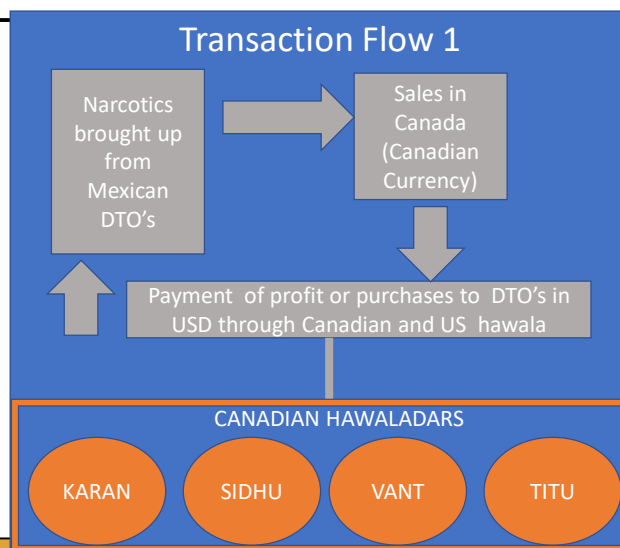 Transaction Flow 1
Narcotics
brought up
from
Mexican
DTO’s
Sales in
Canada
(Canadian
Currency)
Payment of profit or purchases to DTO’s in
USD through Canadian and US hawala
CANADIAN HAWALADARS
KARAN
SIDHU
VANT
TITU